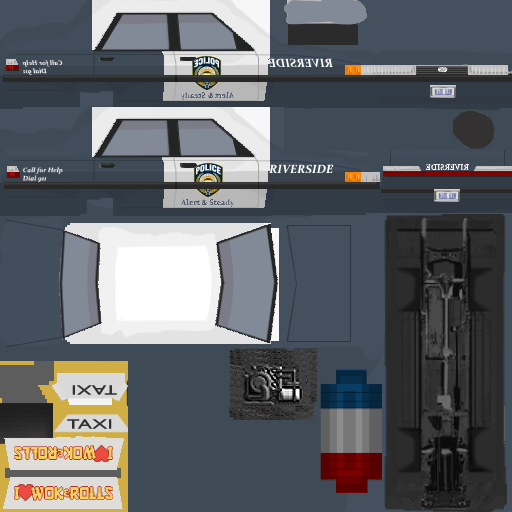 Call for Help
Dial 911
POLICE
Alert & Steady
RIVERSIDE
Call for Help
Dial 911
POLICE
Alert & Steady
RIVERSIDE
RIVERSIDE
TAXI
TAXI
I❤WOK&ROLLS
I❤WOK&ROLLS